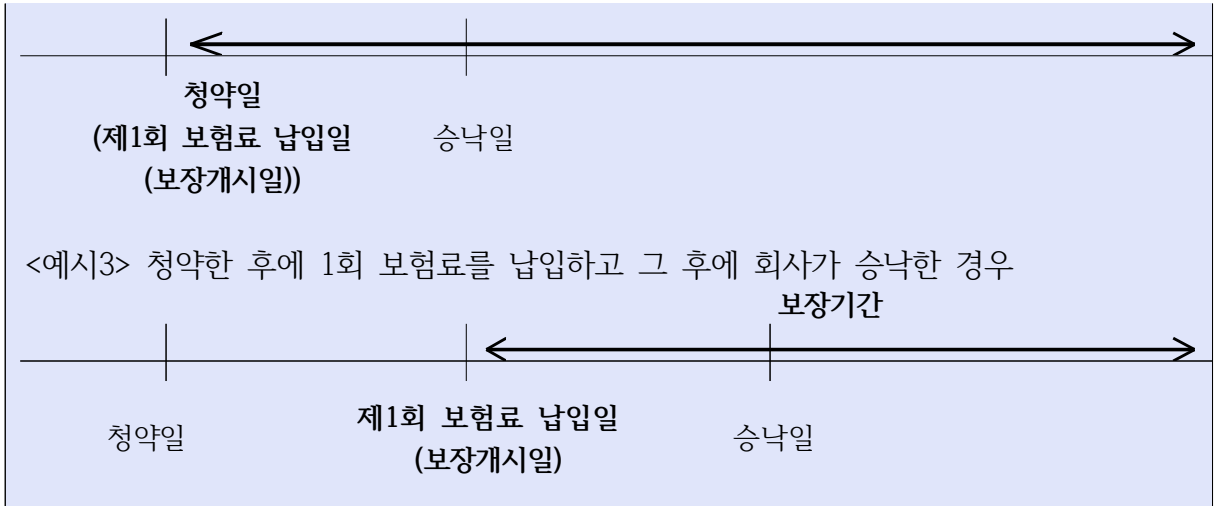 청약일
(제1회 보험료 납입일 승낙일
(보장개시일))
<예시3> 청약한 후에 1회 보험료를 납입하고 그 후에 회사가 승낙한 경우
보장기간
청약일 제1회 보험료 납입일 승낙일
(보장개시일)